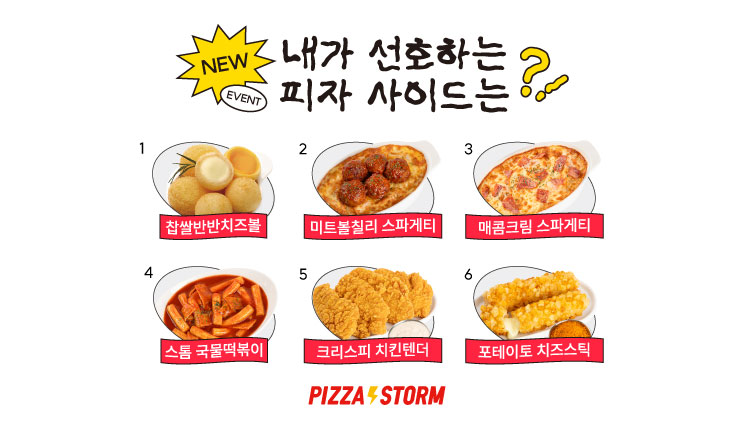 NEW
EVENT
내가 선호하는
피자 사이드는
?...
1
찹쌀반반치즈볼
2
미트볼칠리 스파게티
3
매콤크림 스파게티
4
스톰 국물떡볶이
5
크리스피 치킨텐더
6
포테이토 치즈스틱
PIZZA STORM